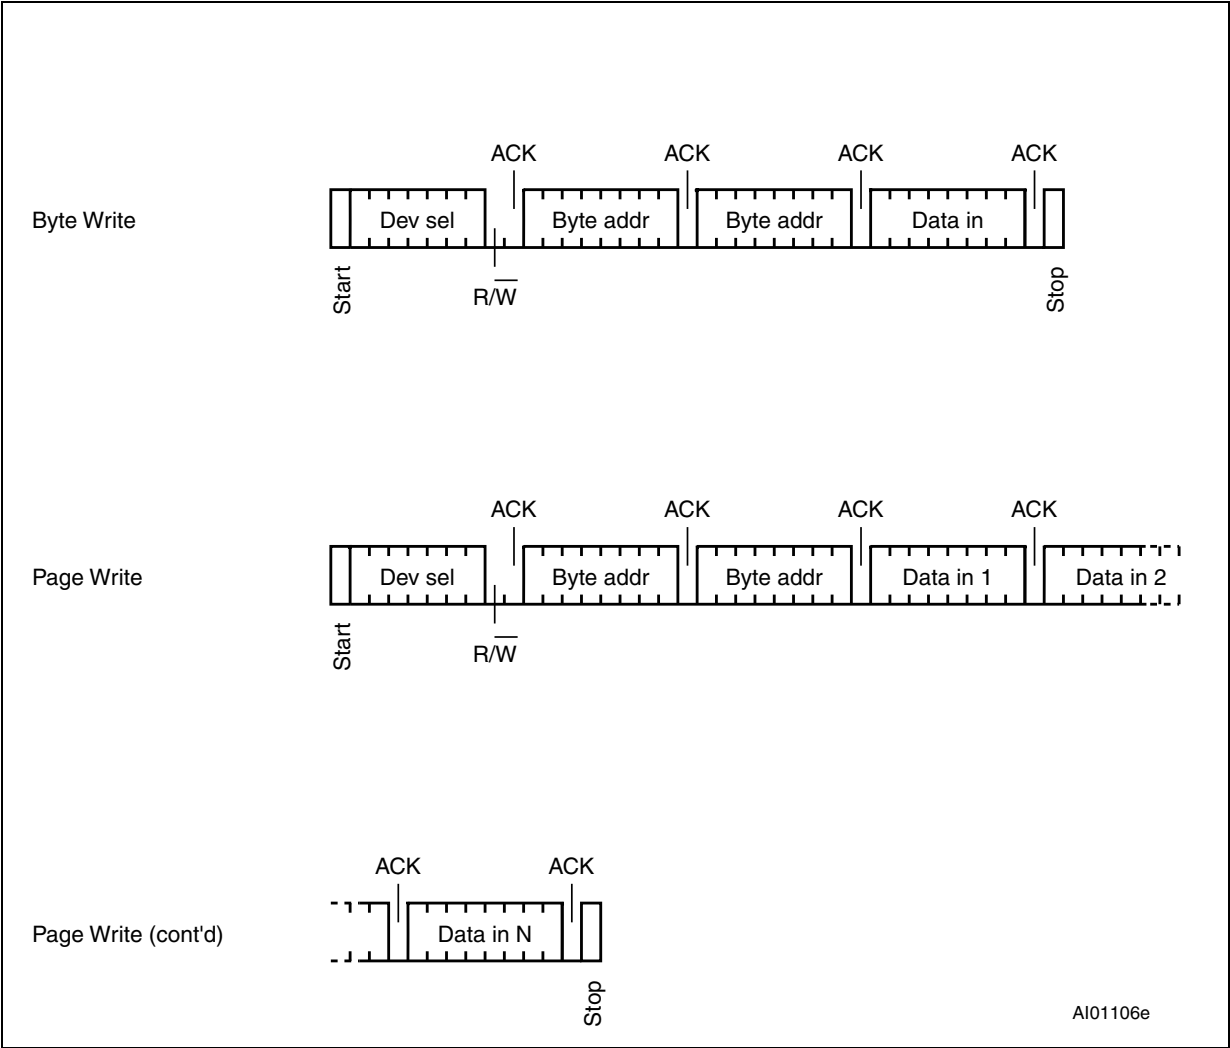 ACK ACK ACK ACK
Byte Write Dev sel Byte addr Byte addr Data in
Start R/W̅ Stop
ACK ACK ACK ACK
Page Write Dev sel Byte addr Byte addr Data in 1 Data in 2
Start R/W̅
ACK ACK
Page Write (cont'd) Data in N
Stop
AI01106e